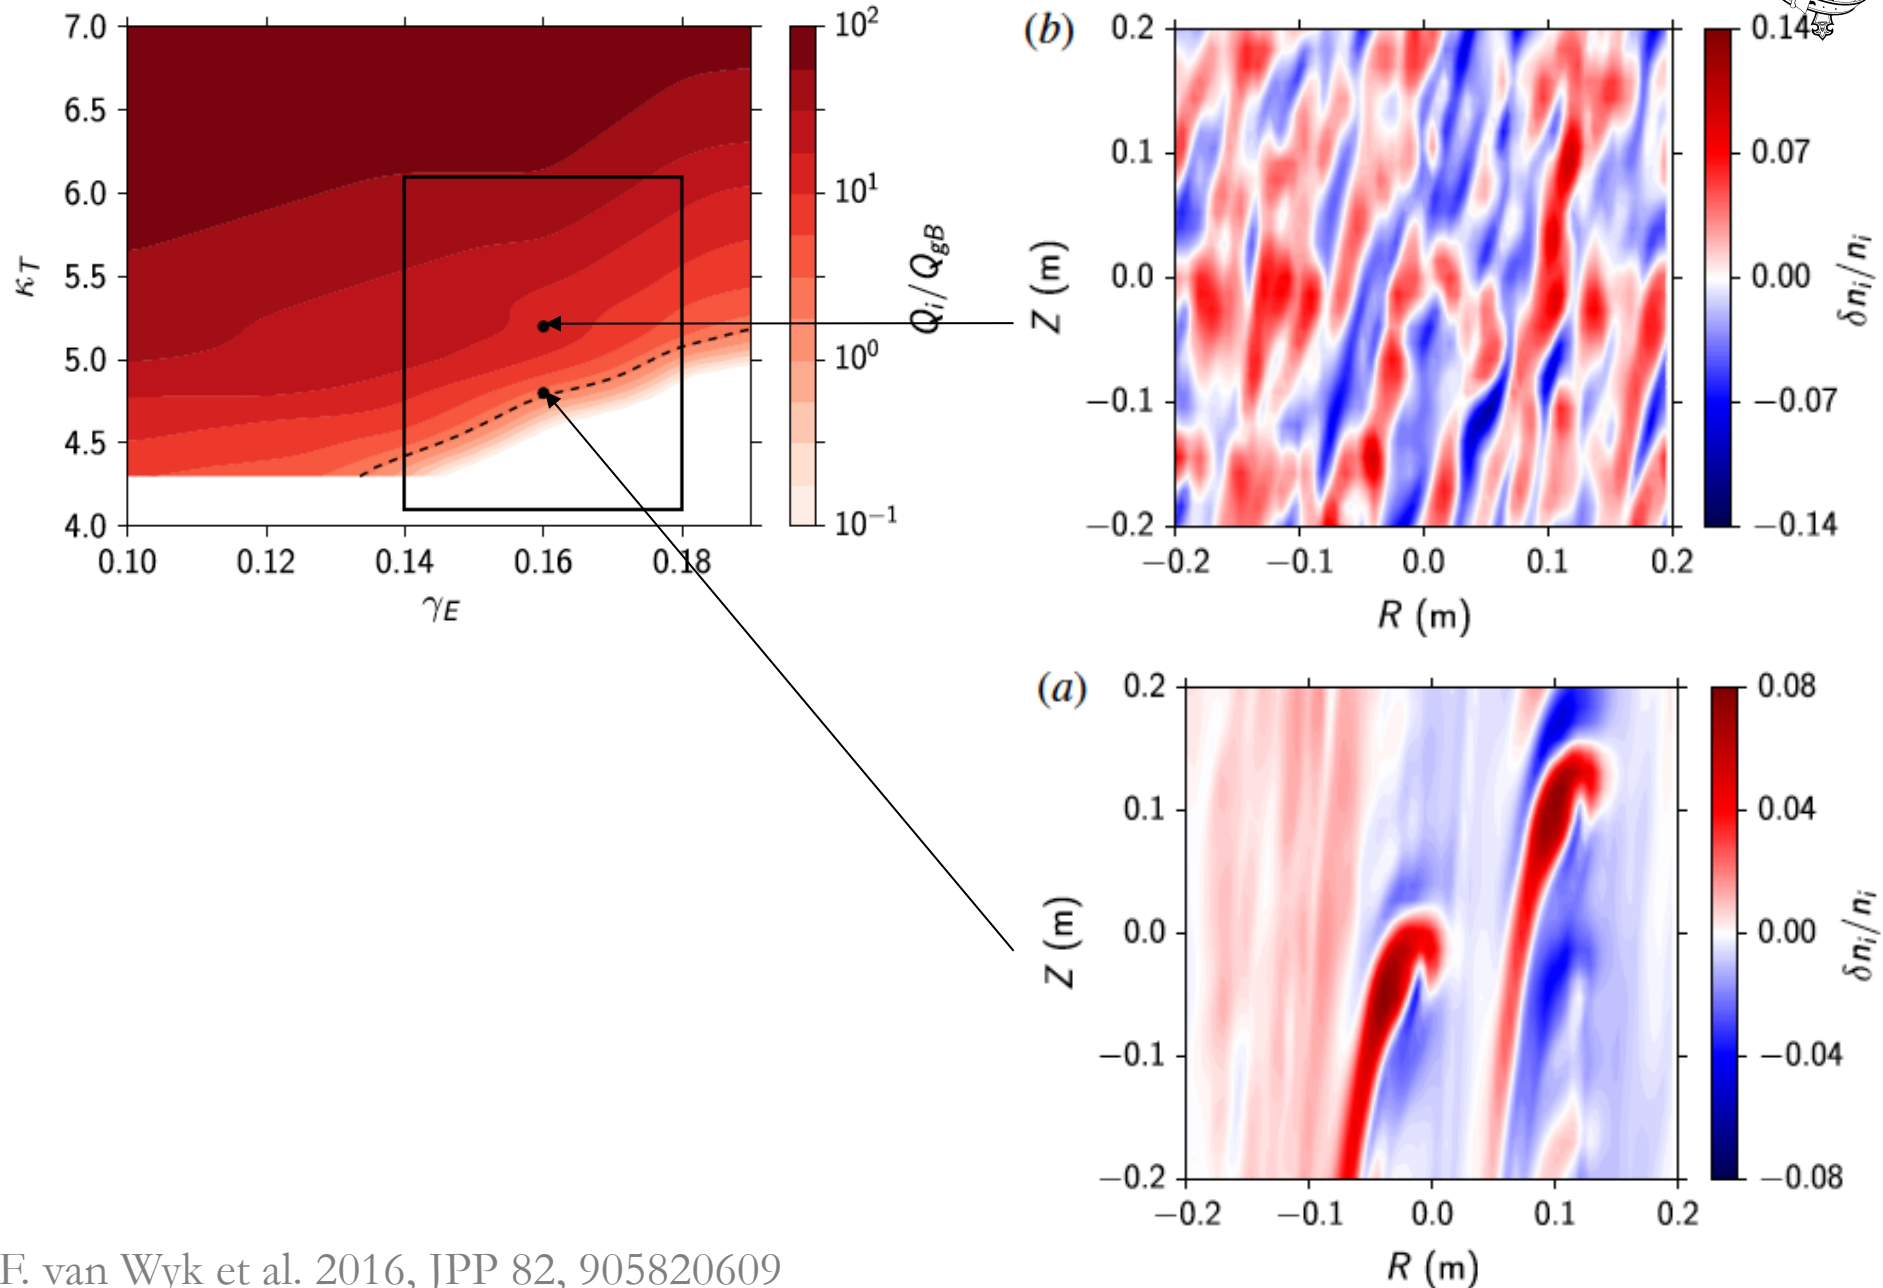 7.0
6.5
6.0
5.5
5.0
4.5
4.0
κT
0.10 0.12 0.14 0.16 0.18
γE
10²
10¹
10⁰
10⁻¹
Qi/QgB
(b)
0.2
0.1
0.0
−0.1
−0.2
Z (m)
−0.2 −0.1 0.0 0.1 0.2
R (m)
0.14
0.07
0.00
−0.07
−0.14
δni/ni
(a)
0.2
0.1
0.0
−0.1
−0.2
Z (m)
−0.2 −0.1 0.0 0.1 0.2
R (m)
0.08
0.04
0.00
−0.04
−0.08
δni/ni
F. van Wyk et al. 2016, JPP 82, 905820609